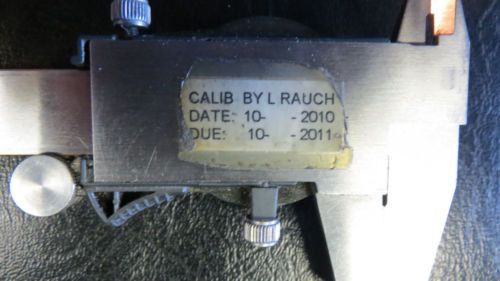 CALIB BY L RAUCH
DATE: 10- -2010
DUE: 10- -2011